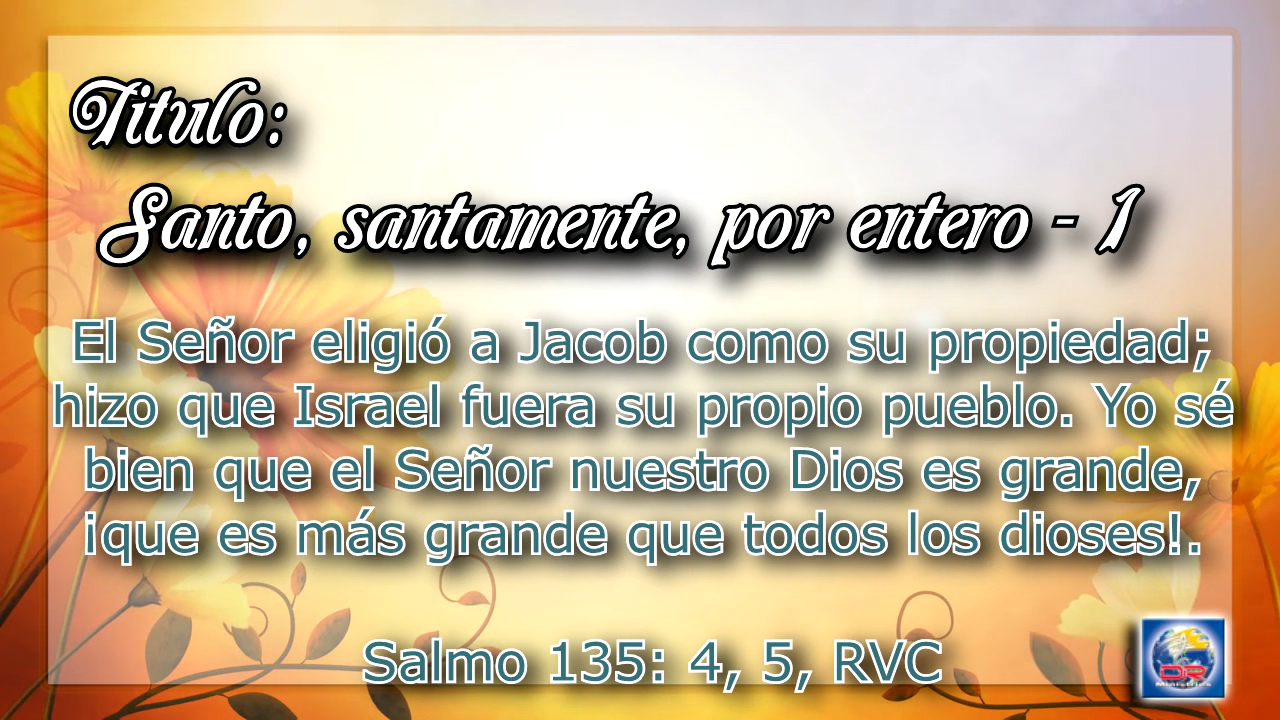 Titulo:
Santo, santamente, por entero - 1
El Señor eligió a Jacob como su propiedad;
hizo que Israel fuera su propio pueblo. Yo sé
bien que el Señor nuestro Dios es grande,
¡que es más grande que todos los dioses!.
Salmo 135: 4, 5, RVC
DR
Ministries